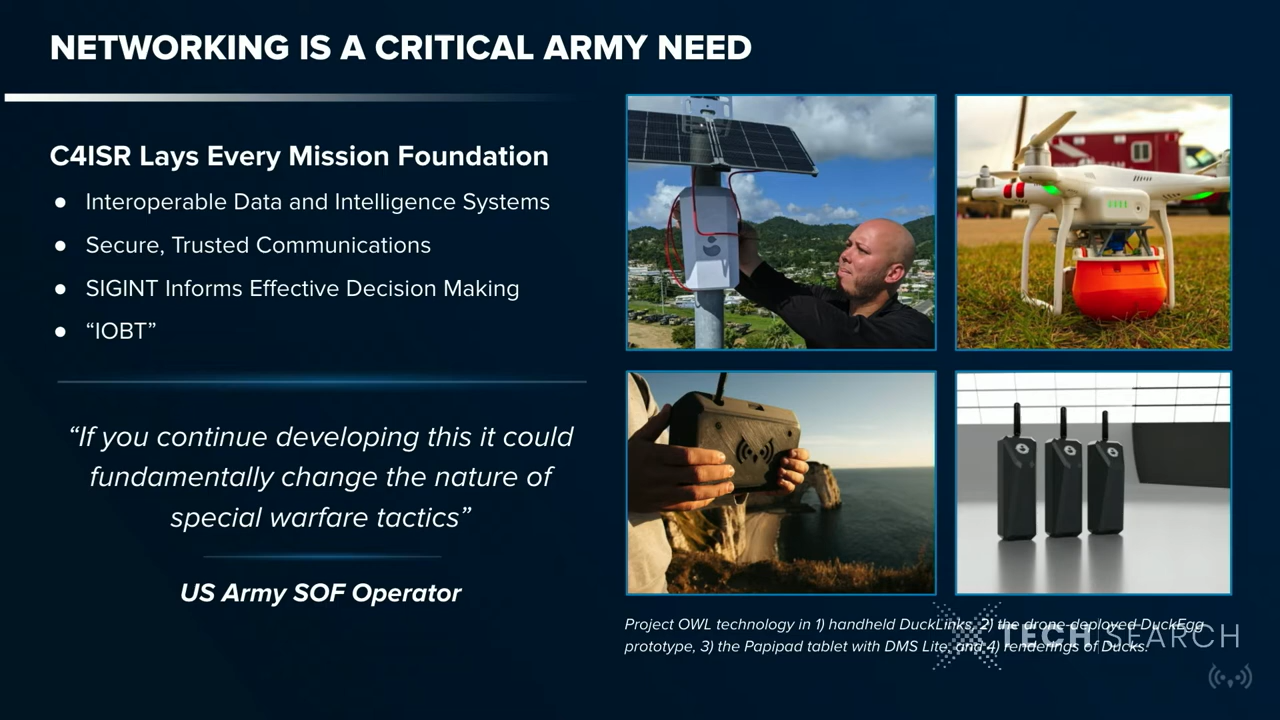 NETWORKING IS A CRITICAL ARMY NEED
C4ISR Lays Every Mission Foundation
● Interoperable Data and Intelligence Systems
● Secure, Trusted Communications
● SIGINT Informs Effective Decision Making
● “IOBT”
“If you continue developing this it could
fundamentally change the nature of
special warfare tactics”
US Army SOF Operator
Project OWL technology in 1) handheld DuckLinks, 2) the drone-deployed DuckEgg
prototype, 3) the Papipad tablet with DMS Lite, and 4) renderings of Ducks.
TECH|SEARCH